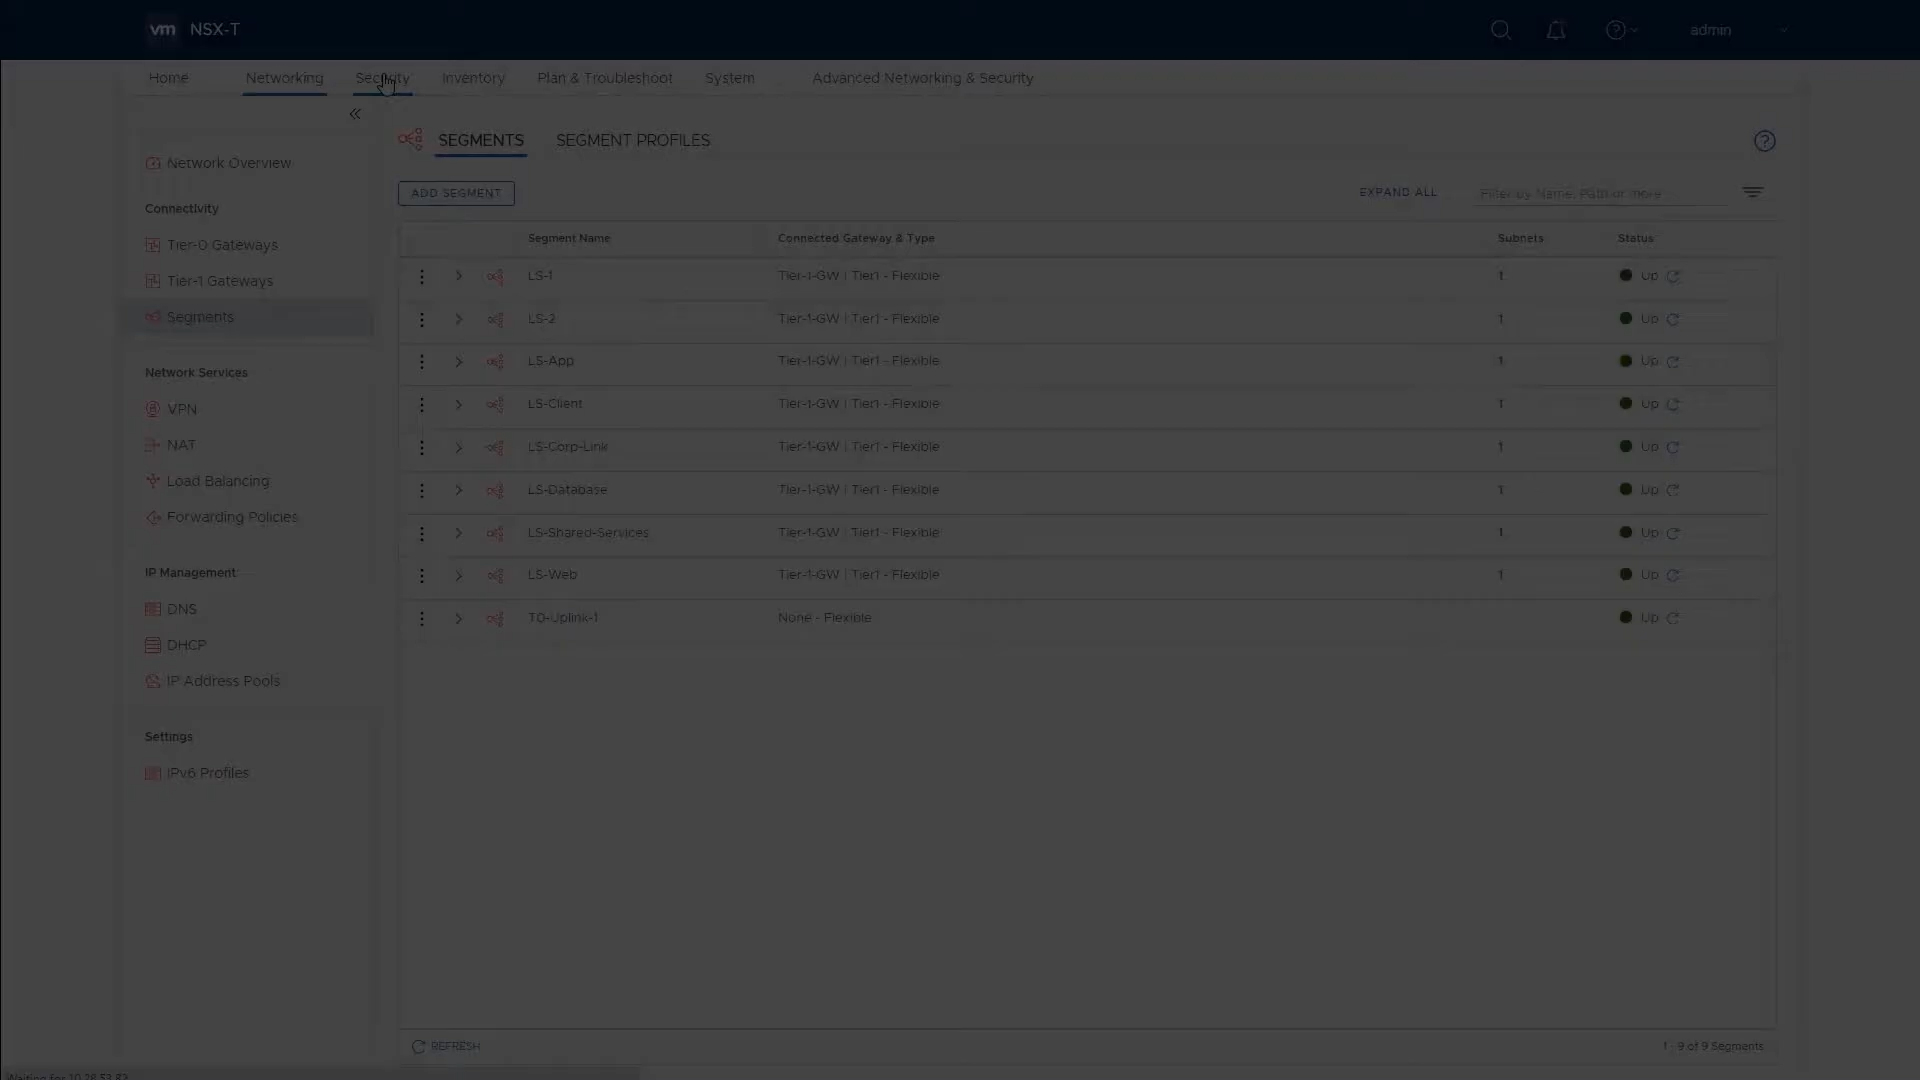 vm NSX-T admin
Home Networking Security Inventory Plan & Troubleshoot System Advanced Networking & Security
SEGMENTS SEGMENT PROFILES
Network Overview
ADD SEGMENT EXPAND ALL Filter by Name, Path or more
Connectivity
Tier-0 Gateways
Tier-1 Gateways
Segments
Network Services
VPN
NAT
Load Balancing
Forwarding Policies
IP Management
DNS
DHCP
IP Address Pools
Settings
IPv6 Profiles
Segment Name Connected Gateway & Type Subnets Status
LS-1 Tier-1-GW | Tier1 - Flexible 1 Up
LS-2 Tier-1-GW | Tier1 - Flexible 1 Up
LS-App Tier-1-GW | Tier1 - Flexible 1 Up
LS-Client Tier-1-GW | Tier1 - Flexible 1 Up
LS-Corp-Link Tier-1-GW | Tier1 - Flexible 1 Up
LS-Database Tier-1-GW | Tier1 - Flexible 1 Up
LS-Shared-Services Tier-1-GW | Tier1 - Flexible 1 Up
LS-Web Tier-1-GW | Tier1 - Flexible 1 Up
T0-Uplink-1 None - Flexible Up
REFRESH 1 - 9 of 9 Segments
Waiting for